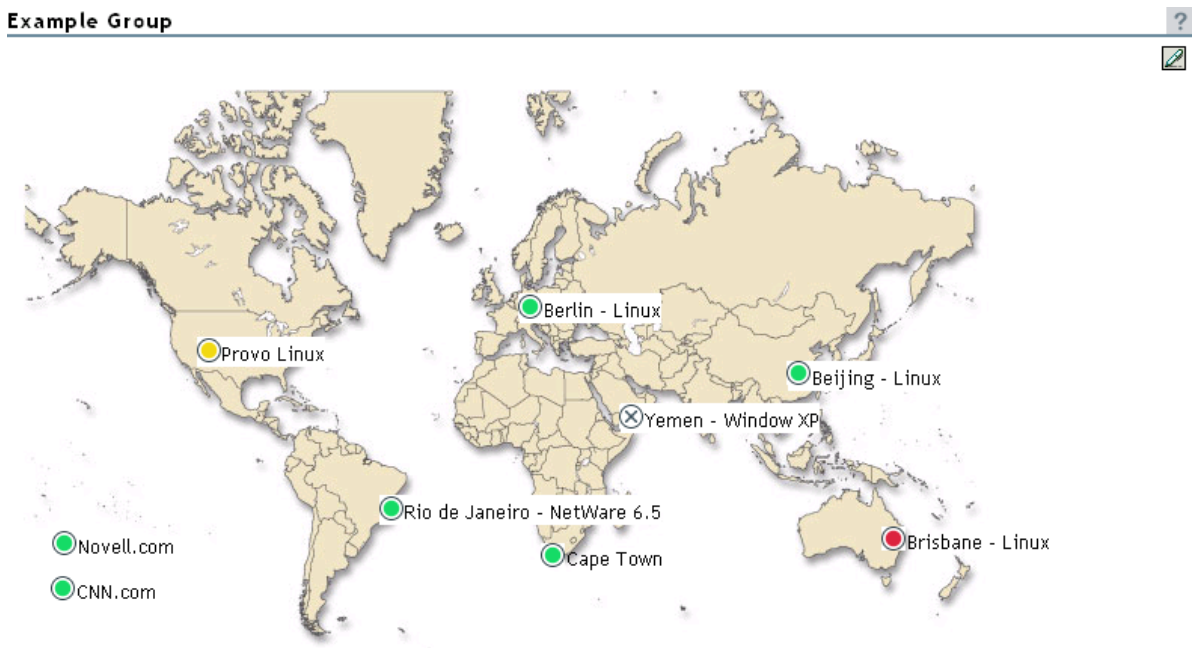 Example Group
?
Berlin - Linux
Provo Linux
Beijing - Linux
Yemen - Window XP
Rio de Janeiro - NetWare 6.5
Novell.com
Brisbane - Linux
Cape Town
CNN.com